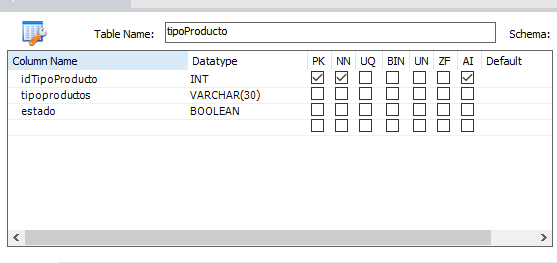 Table Name: tipoProducto Schema:
Column Name Datatype PK NN UQ BIN UN ZF AI Default
idTipoProducto INT
tipoproductos VARCHAR(30)
estado BOOLEAN